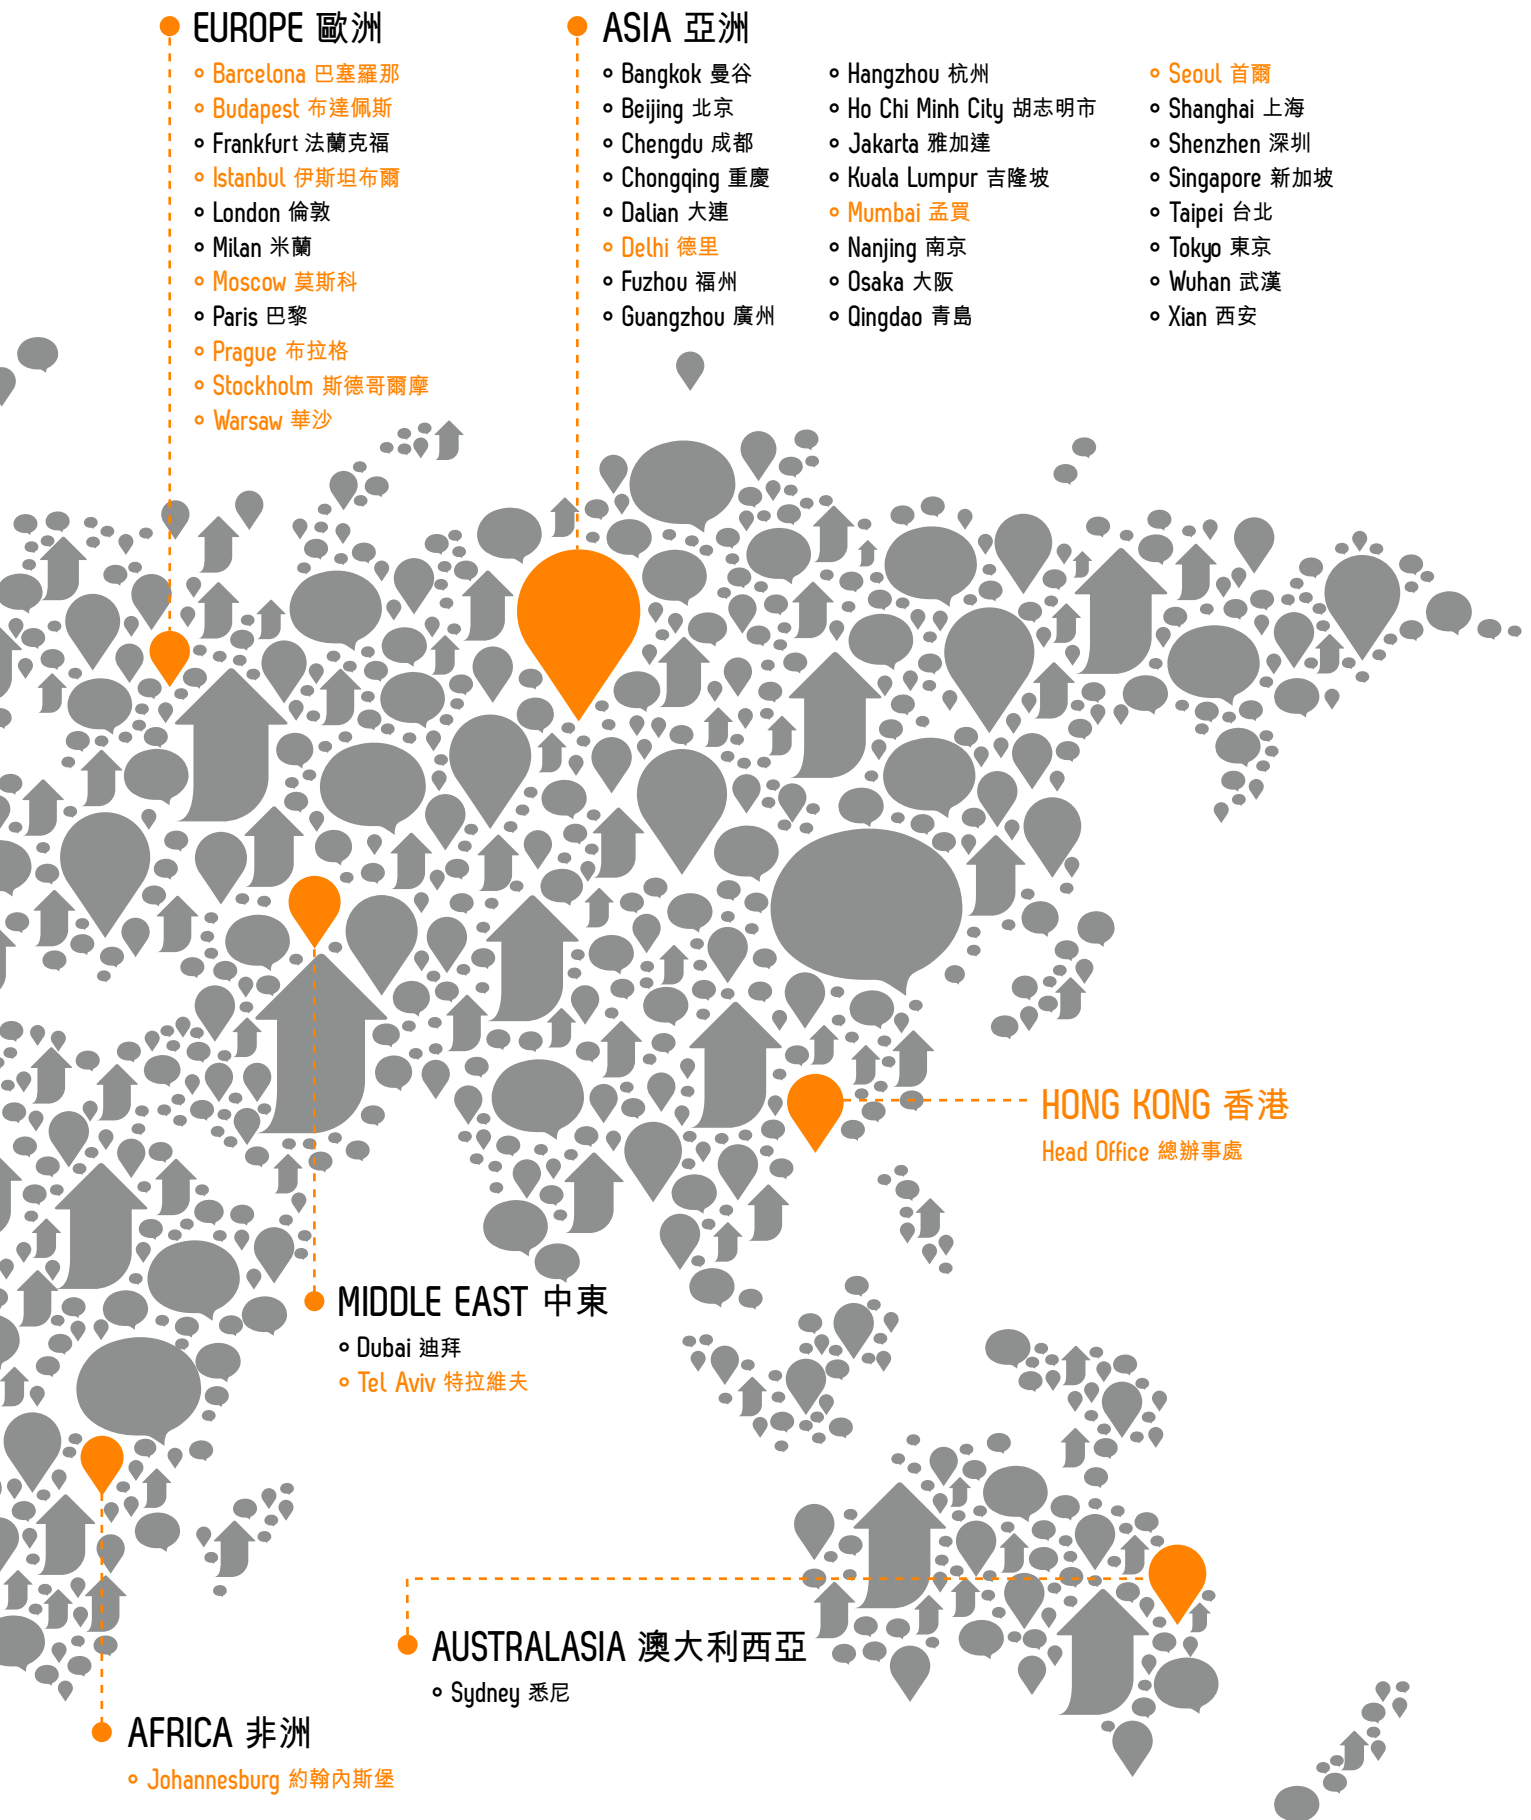 EUROPE 歐洲
Barcelona 巴塞羅那
Budapest 布達佩斯
Frankfurt 法蘭克福
Istanbul 伊斯坦布爾
London 倫敦
Milan 米蘭
Moscow 莫斯科
Paris 巴黎
Prague 布拉格
Stockholm 斯德哥爾摩
Warsaw 華沙
ASIA 亞洲
Bangkok 曼谷
Beijing 北京
Chengdu 成都
Chongqing 重慶
Dalian 大連
Delhi 德里
Fuzhou 福州
Guangzhou 廣州
Hangzhou 杭州
Ho Chi Minh City 胡志明市
Jakarta 雅加達
Kuala Lumpur 吉隆坡
Mumbai 孟買
Nanjing 南京
Osaka 大阪
Qingdao 青島
Seoul 首爾
Shanghai 上海
Shenzhen 深圳
Singapore 新加坡
Taipei 台北
Tokyo 東京
Wuhan 武漢
Xian 西安
HONG KONG 香港
Head Office 總辦事處
MIDDLE EAST 中東
Dubai 迪拜
Tel Aviv 特拉維夫
AUSTRALASIA 澳大利西亞
Sydney 悉尼
AFRICA 非洲
Johannesburg 約翰內斯堡